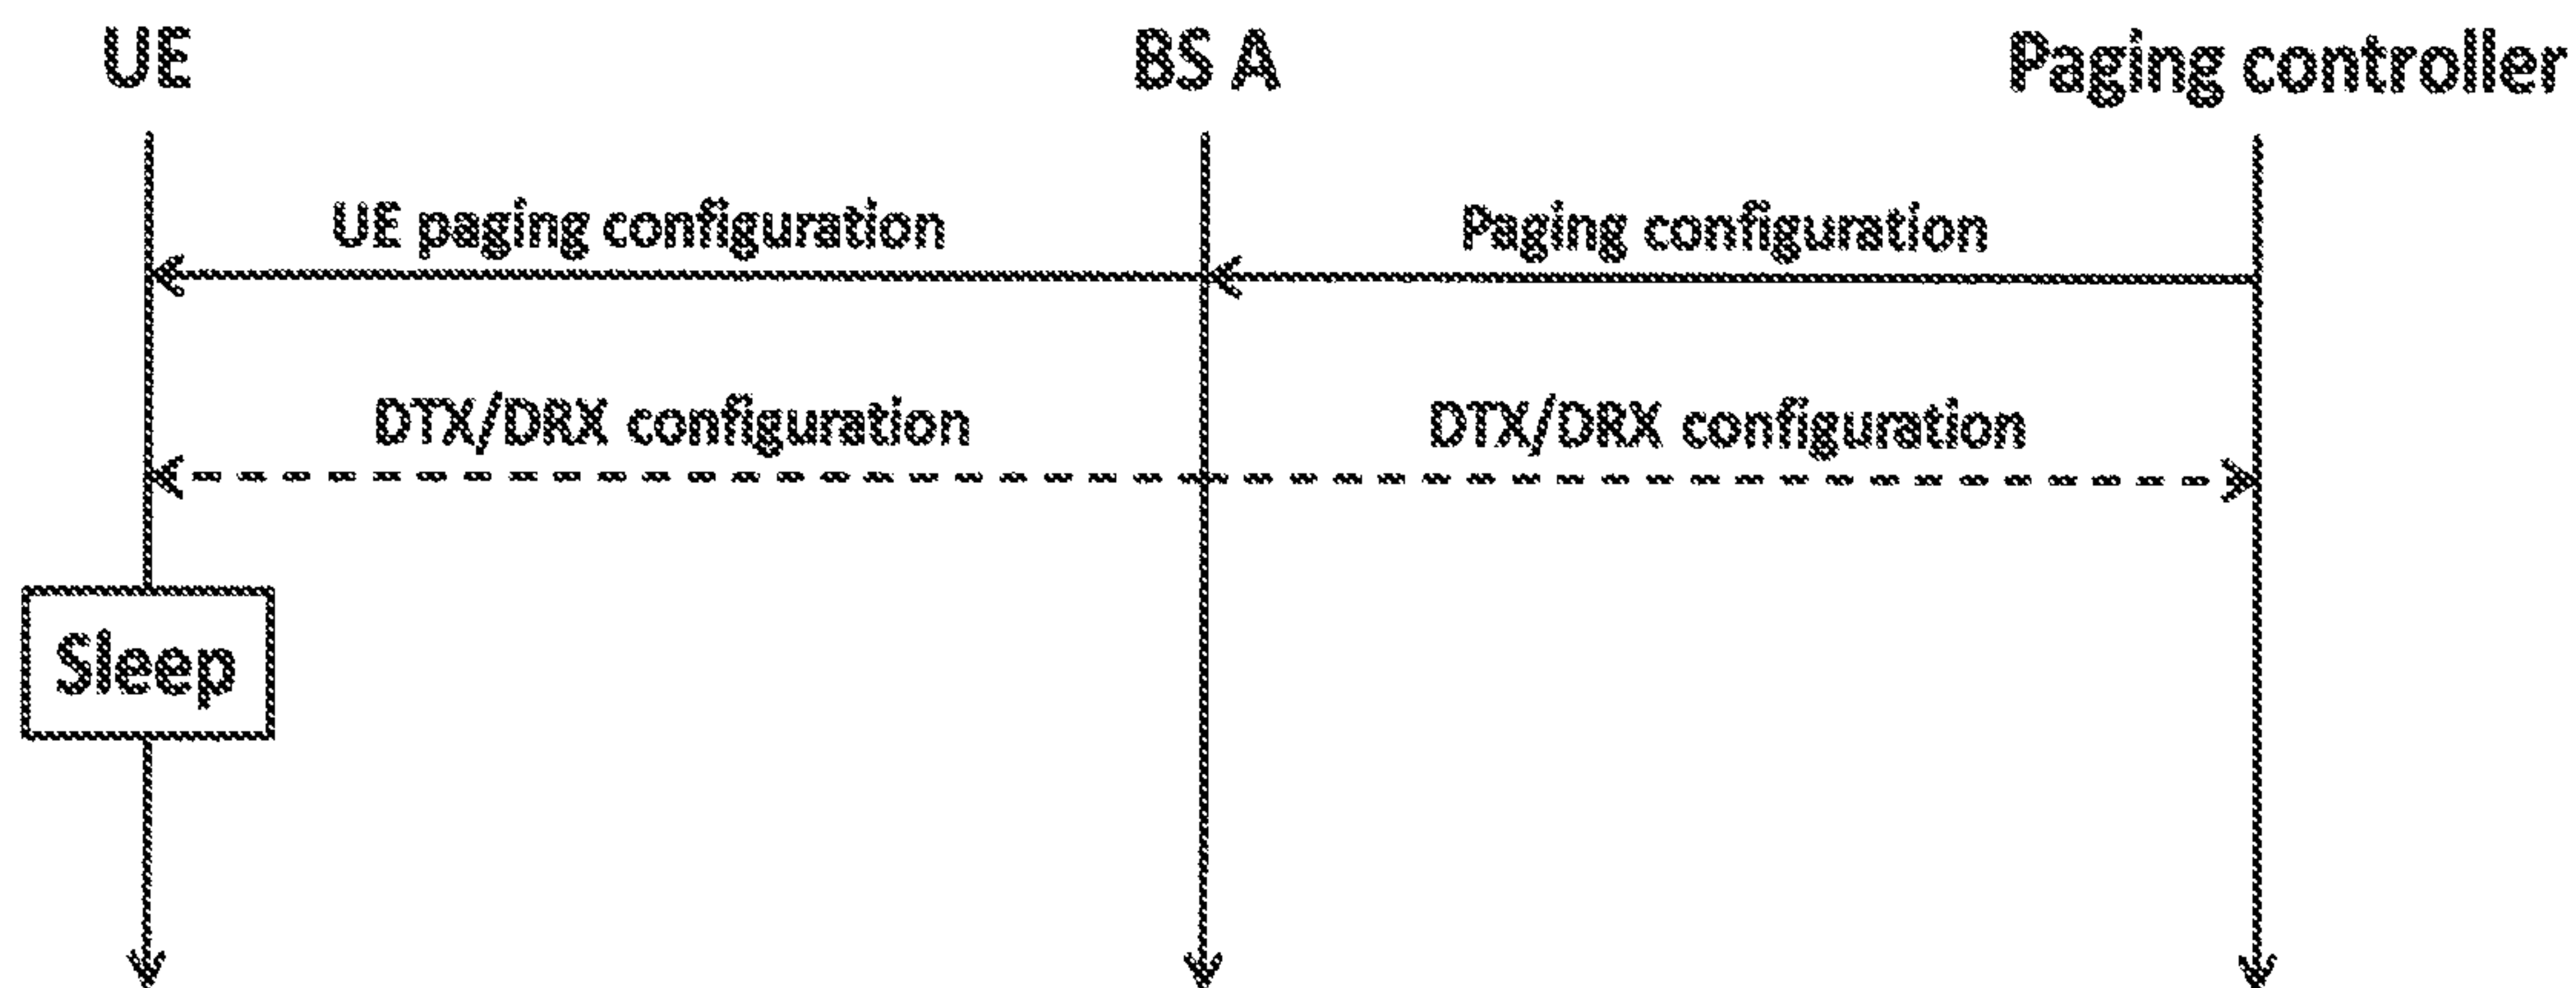 UE
BS A
Paging controller
UE paging configuration
Paging configuration
DTX/DRX configuration
DTX/DRX configuration
Sleep